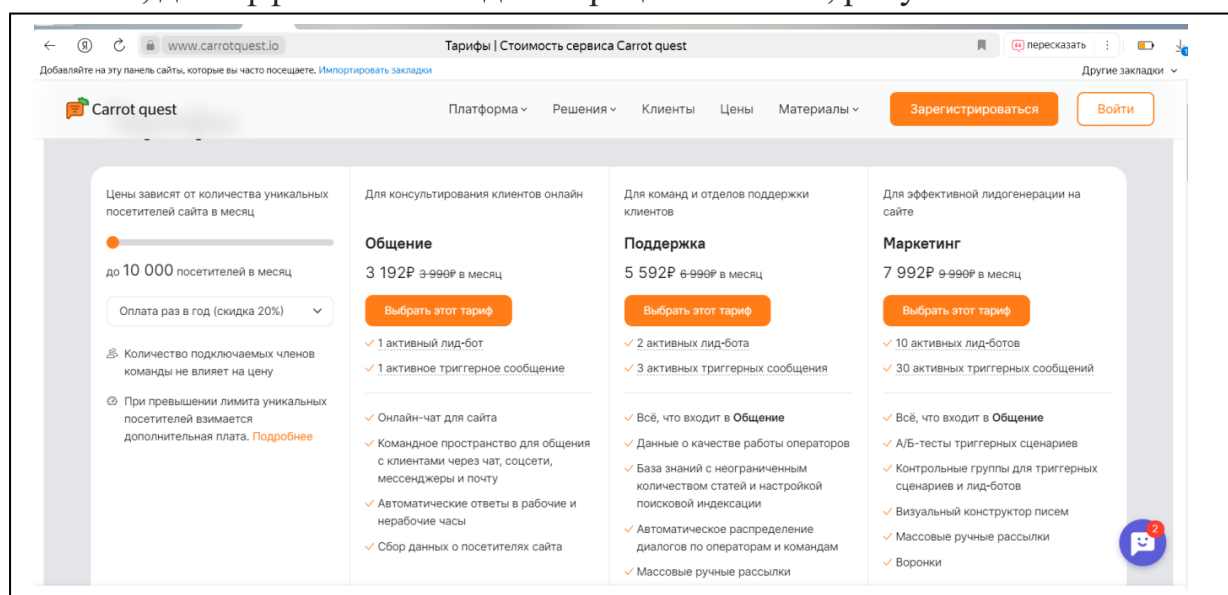 www.carrotquest.io
Тарифы | Стоимость сервиса Carrot quest
пересказать
Добавляйте на эту панель сайты, которые вы часто посещаете. Импортировать закладки
Другие закладки
Carrot quest
Платформа
Решения
Клиенты
Цены
Материалы
Зарегистрироваться
Войти
Цены зависят от количества уникальных
посетителей сайта в месяц
до 10 000 посетителей в месяц
Оплата раз в год (скидка 20%)
Количество подключаемых членов
команды не влияет на цену
При превышении лимита уникальных
посетителей взимается
дополнительная плата. Подробнее
Для консультирования клиентов онлайн
Общение
3 192₽ 3 990₽ в месяц
Выбрать этот тариф
1 активный лид-бот
1 активное триггерное сообщение
Онлайн-чат для сайта
Командное пространство для общения
с клиентами через чат, соцсети,
мессенджеры и почту
Автоматические ответы в рабочие и
нерабочие часы
Сбор данных о посетителях сайта
Для команд и отделов поддержки
клиентов
Поддержка
5 592₽ 6 990₽ в месяц
Выбрать этот тариф
2 активных лид-бота
3 активных триггерных сообщения
Всё, что входит в Общение
Данные о качестве работы операторов
База знаний с неограниченным
количеством статей и настройкой
поисковой индексации
Автоматическое распределение
диалогов по операторам и командам
Массовые ручные рассылки
Для эффективной лидогенерации на
сайте
Маркетинг
7 992₽ 9 990₽ в месяц
Выбрать этот тариф
10 активных лид-ботов
30 активных триггерных сообщений
Всё, что входит в Общение
А/Б-тесты триггерных сценариев
Контрольные группы для триггерных
сценариев и лид-ботов
Визуальный конструктор писем
Массовые ручные рассылки
Воронки
2